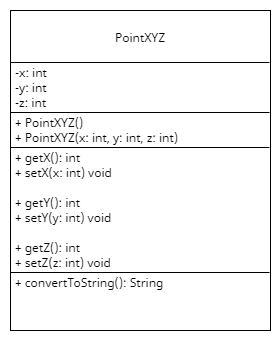 PointXYZ
-x: int
-y: int
-z: int
+ PointXYZ()
+ PointXYZ(x: int, y: int, z: int)
+ getX(): int
+ setX(x: int) void
+ getY(): int
+ setY(y: int) void
+ getZ(): int
+ setZ(z: int) void
+ convertToString(): String